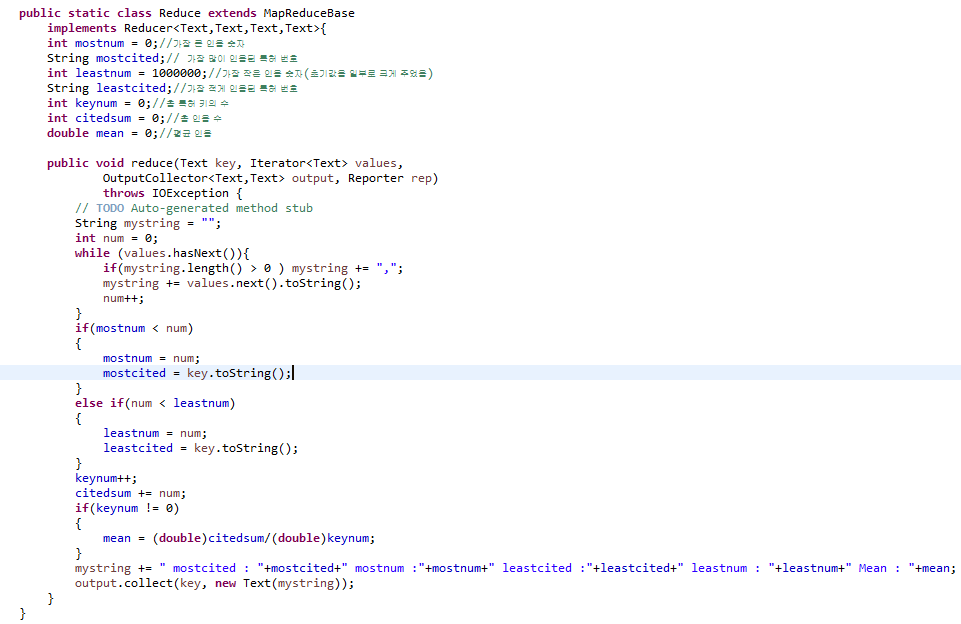 public static class Reduce extends MapReduceBase
    implements Reducer<Text,Text,Text,Text>{
    int mostnum = 0;//가장 큰 인용 숫자
    String mostcited;// 가장 많이 인용된 특허 번호
    int leastnum = 1000000;//가장 작은 인용 숫자(초기값을 일부로 크게 주었음)
    String leastcited;//가장 적게 인용된 특허 번호
    int keynum = 0;//총 특허 키의 수
    int citedsum = 0;//총 인용 수
    double mean = 0;//평균 인용
    public void reduce(Text key, Iterator<Text> values,
            OutputCollector<Text,Text> output, Reporter rep)
            throws IOException {
        // TODO Auto-generated method stub
        String mystring = "";
        int num = 0;
        while (values.hasNext()){
            if(mystring.length() > 0 ) mystring += ",";
            mystring += values.next().toString();
            num++;
        }
        if(mostnum < num)
        {
            mostnum = num;
            mostcited = key.toString();
        }
        else if(num < leastnum)
        {
            leastnum = num;
            leastcited = key.toString();
        }
        keynum++;
        citedsum += num;
        if(keynum != 0)
        {
            mean = (double)citedsum/(double)keynum;
        }
        mystring += " mostcited : "+mostcited+" mostnum :"+mostnum+" leastcited :"+leastcited+" leastnum : "+leastnum+" Mean : "+mean;
        output.collect(key, new Text(mystring));
    }
}